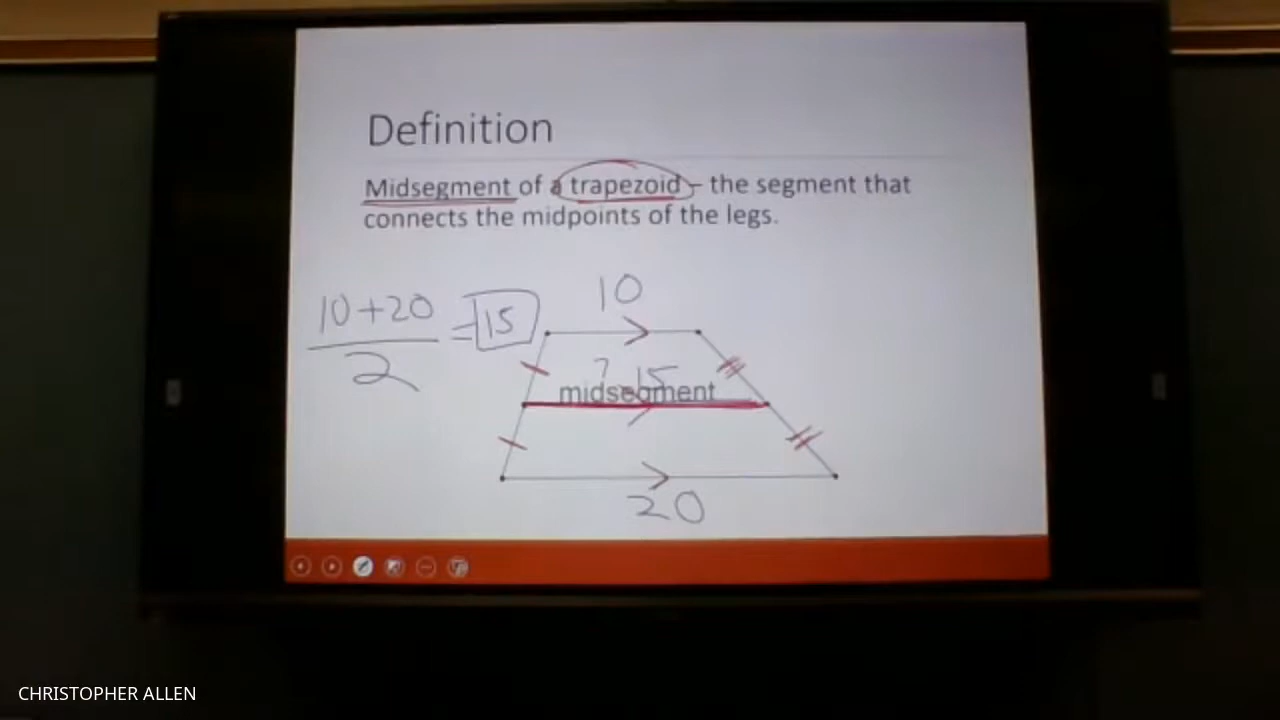 Definition
Midsegment of a trapezoid – the segment that
connects the midpoints of the legs.
10+20
2
=15
10
? 15
midsegment
20
CHRISTOPHER ALLEN